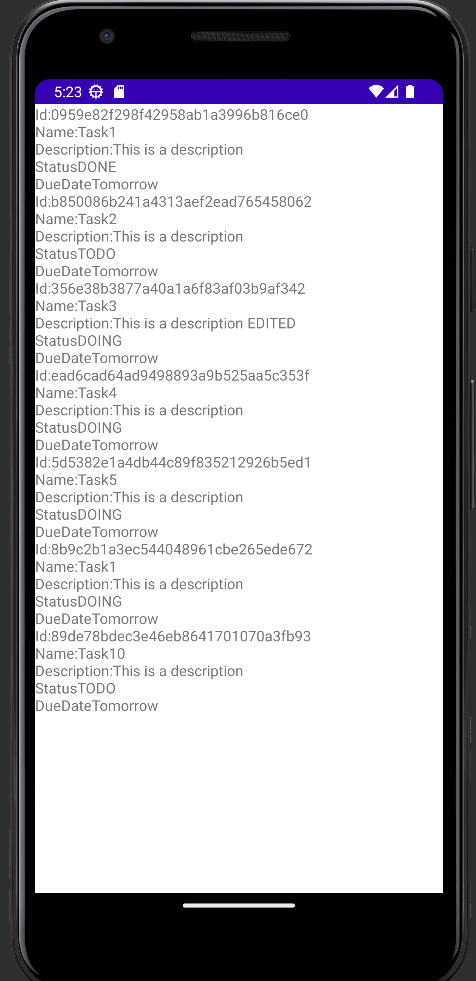 5:23
Id:0959e82f298f42958ab1a3996b816ce0
Name:Task1
Description:This is a description
StatusDONE
DueDateTomorrow
Id:b850086b241a4313aef2ead765458062
Name:Task2
Description:This is a description
StatusTODO
DueDateTomorrow
Id:356e38b3877a40a1a6f83af03b9af342
Name:Task3
Description:This is a description EDITED
StatusDOING
DueDateTomorrow
Id:ead6cad64ad9498893a9b525aa5c353f
Name:Task4
Description:This is a description
StatusDOING
DueDateTomorrow
Id:5d5382e1a4db44c89f835212926b5ed1
Name:Task5
Description:This is a description
StatusDOING
DueDateTomorrow
Id:8b9c2b1a3ec544048961cbe265ede672
Name:Task1
Description:This is a description
StatusDOING
DueDateTomorrow
Id:89de78bdec3e46eb8641701070a3fb93
Name:Task10
Description:This is a description
StatusTODO
DueDateTomorrow